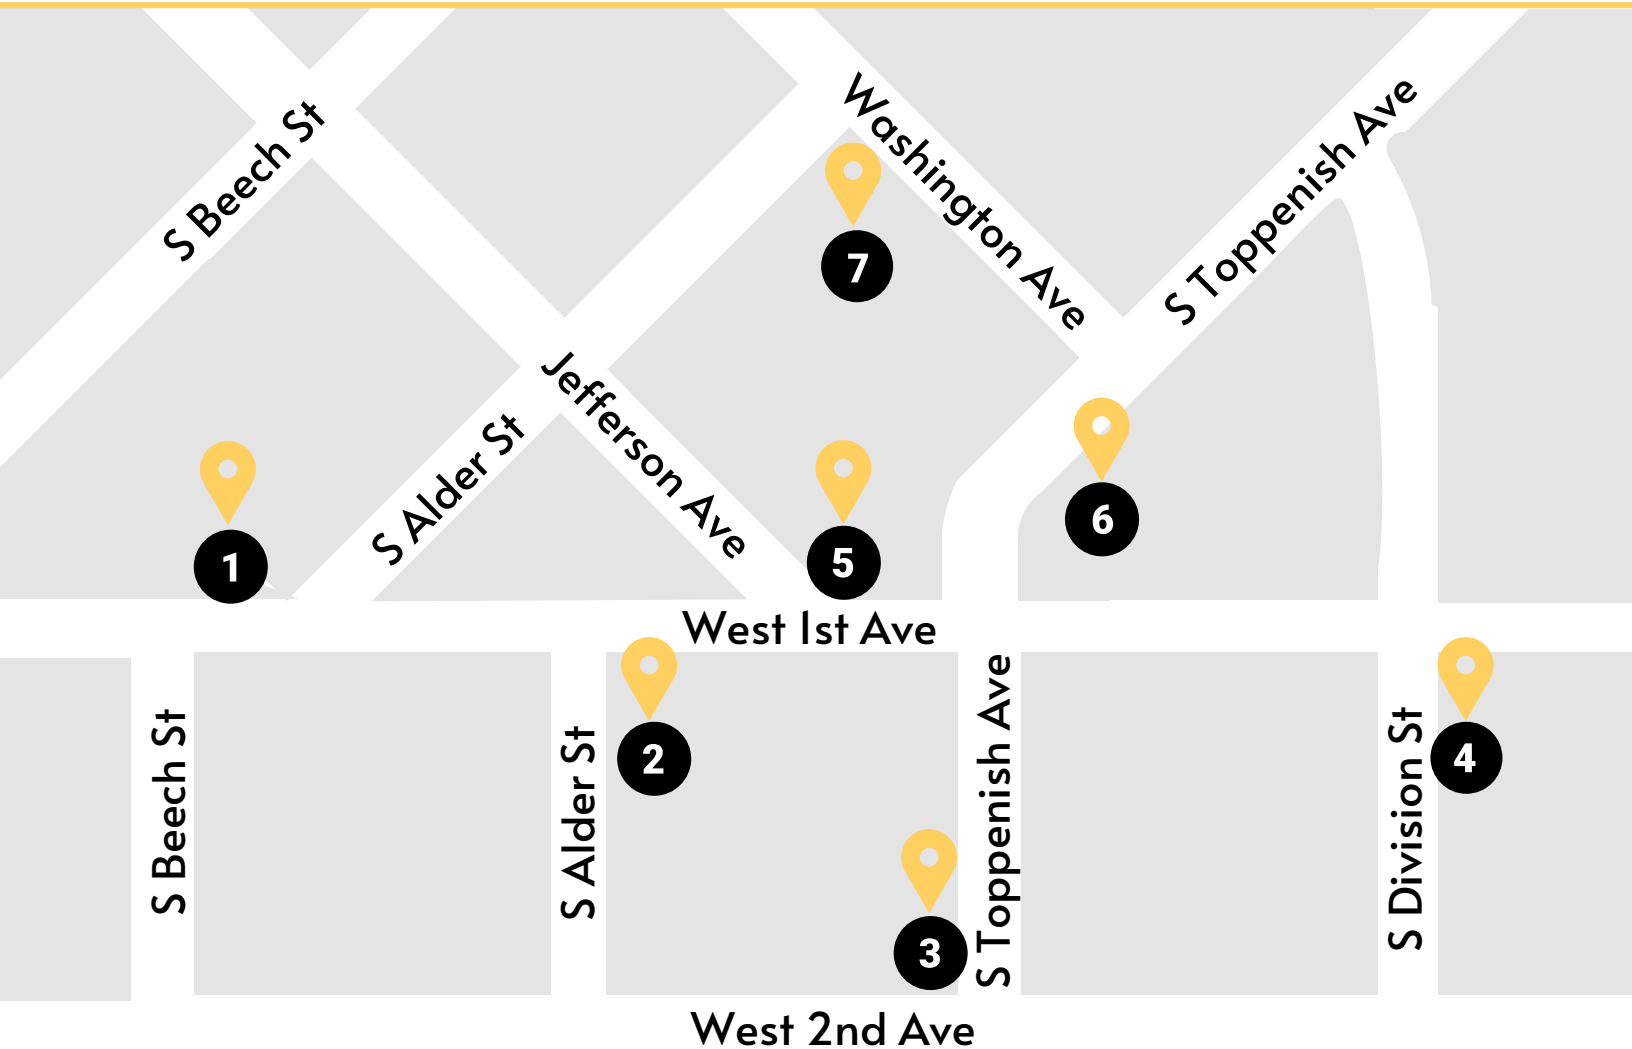 S Beech St
Washington Ave
S Toppenish Ave
7
Jefferson Ave
S Alder St
1
5
6
West 1st Ave
2
4
S Beech St
S Alder St
S Toppenish Ave
S Division St
3
West 2nd Ave